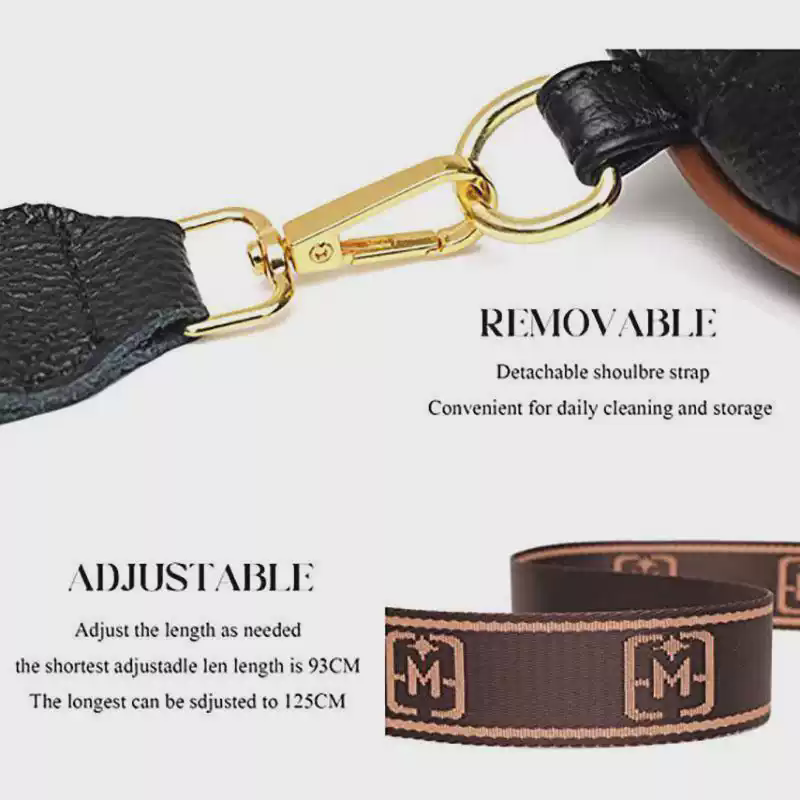 REMOVABLE
Detachable shoulbre strap
Convenient for daily cleaning and storage
ADJUSTABLE
Adjust the length as needed
the shortest adjustadle len length is 93CM
The longest can be sdjusted to 125CM
M
M